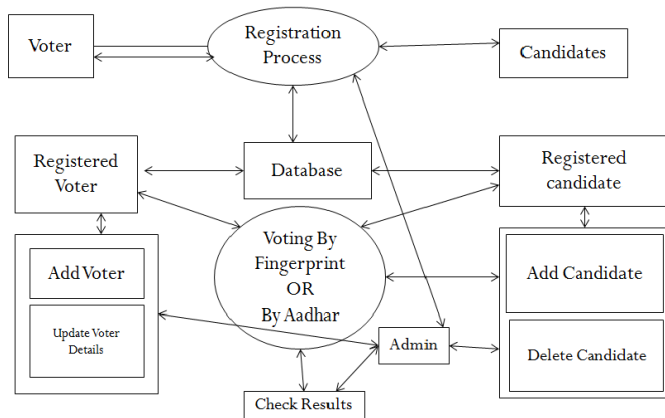 Voter
Registration
Process
Candidates
Registered
Voter
Database
Registered
candidate
Voting By
Fingerprint
OR
By Aadhar
Add Voter
Update Voter
Details
Add Candidate
Delete Candidate
Admin
Check Results